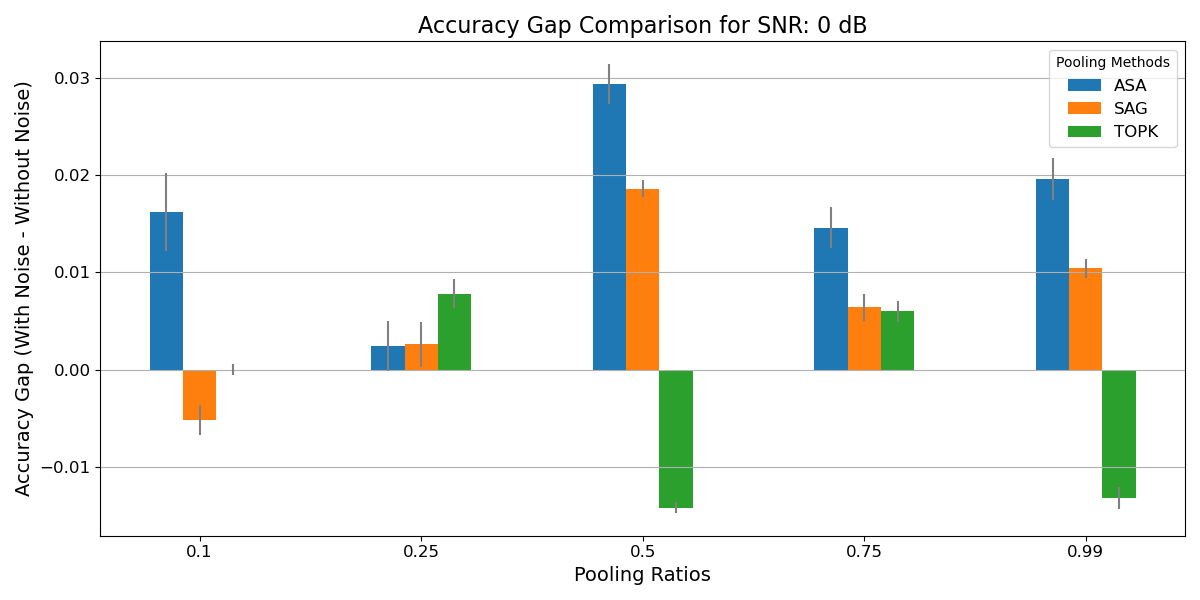 Accuracy Gap Comparison for SNR: 0 dB
Accuracy Gap (With Noise - Without Noise)
0.03
0.02
0.01
0.00
−0.01
Pooling Methods
ASA
SAG
TOPK
0.1
0.25
0.5
0.75
0.99
Pooling Ratios